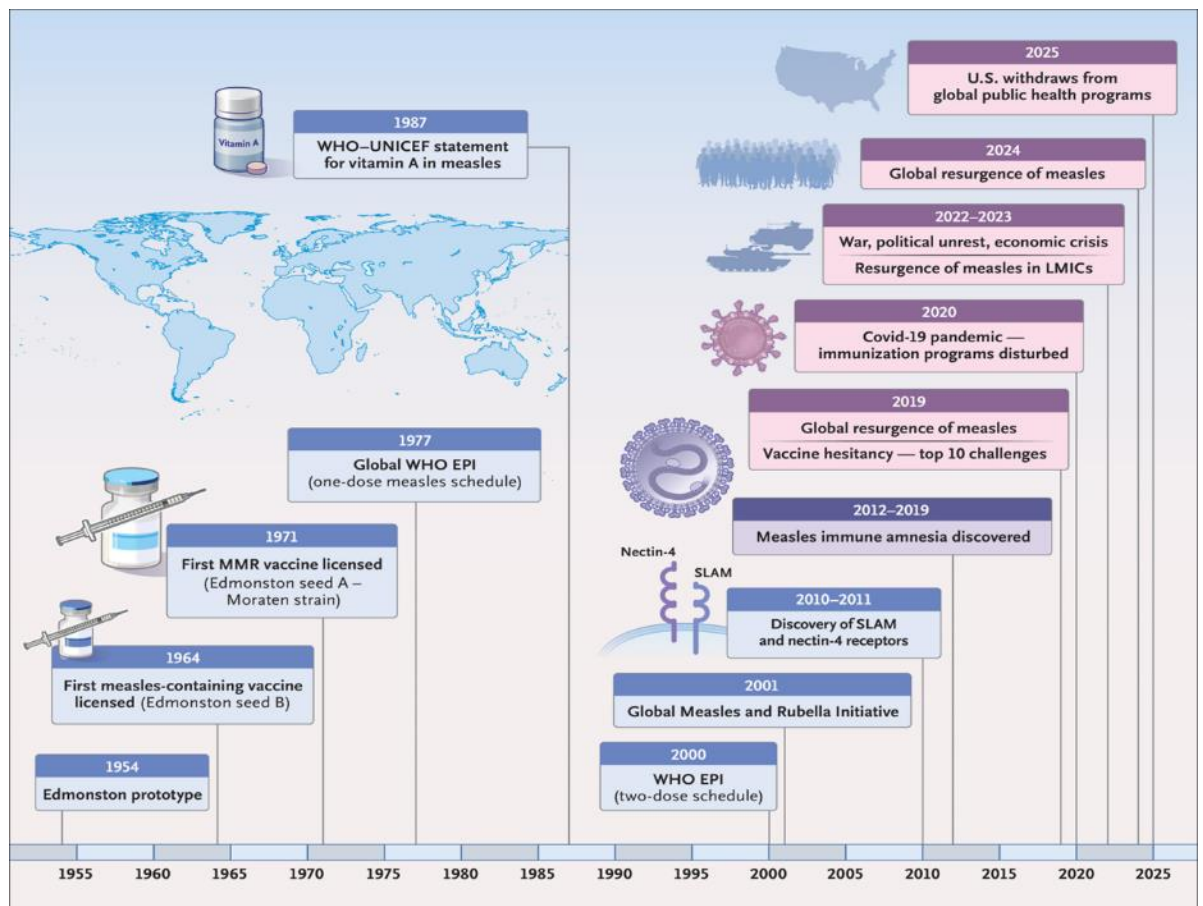 2025
U.S. withdraws from
global public health programs
Vitamin A
1987
WHO–UNICEF statement
for vitamin A in measles
2024
Global resurgence of measles
2022–2023
War, political unrest, economic crisis
Resurgence of measles in LMICs
2020
Covid-19 pandemic —
immunization programs disturbed
2019
Global resurgence of measles
Vaccine hesitancy — top 10 challenges
1977
Global WHO EPI
(one-dose measles schedule)
2012–2019
Measles immune amnesia discovered
1971
First MMR vaccine licensed
(Edmonston seed A –
Moraten strain)
Nectin-4
SLAM
2010–2011
Discovery of SLAM
and nectin-4 receptors
1964
First measles-containing vaccine
licensed (Edmonston seed B)
2001
Global Measles and Rubella Initiative
1954
Edmonston prototype
2000
WHO EPI
(two-dose schedule)
1955 1960 1965 1970 1975 1980 1985 1990 1995 2000 2005 2010 2015 2020 2025